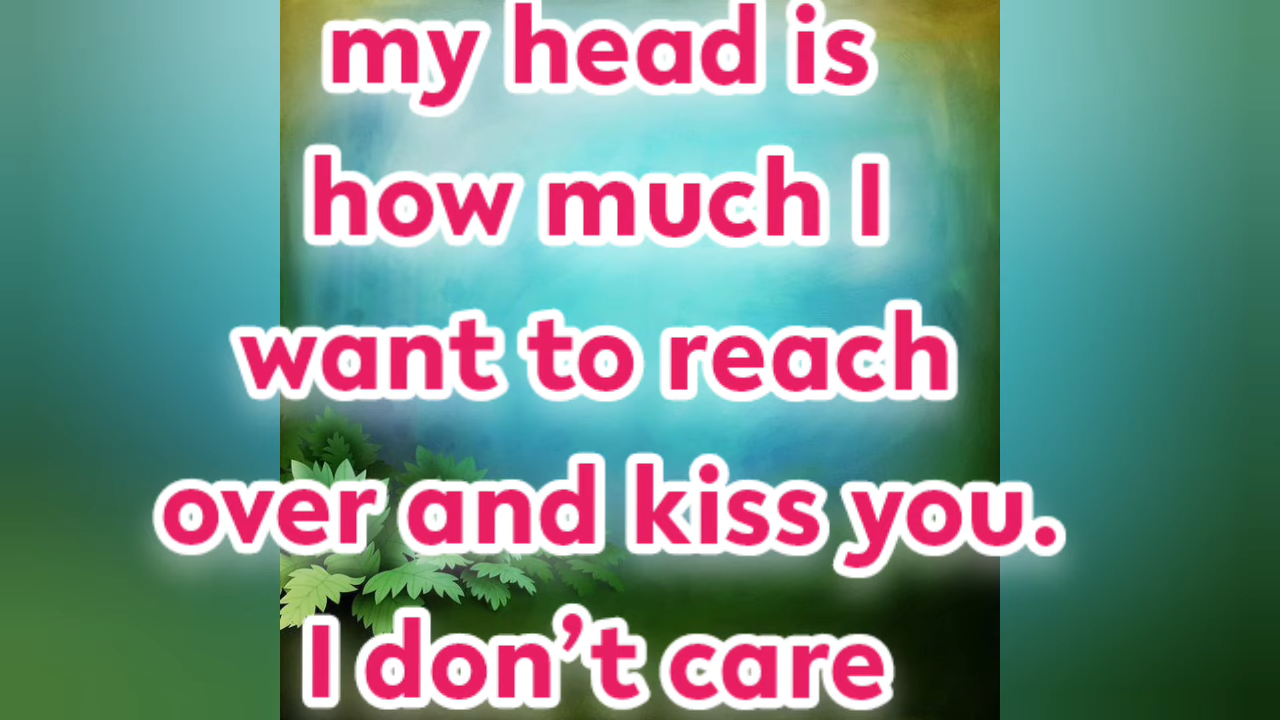 my head is
how much I
want to reach
over and kiss you.
I don’t care